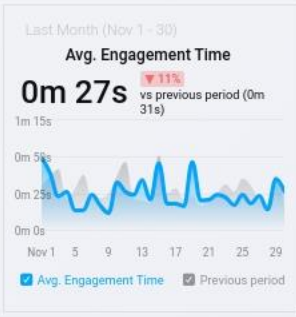 Last Month (Nov 1 - 30)
Avg. Engagement Time
0m 27s
▼ 11%
vs previous period (0m
31s)
1m 15s
0m 50s
0m 25s
0m 0s
Nov 1 5 9 13 17 21 25 29
Avg. Engagement Time
Previous period